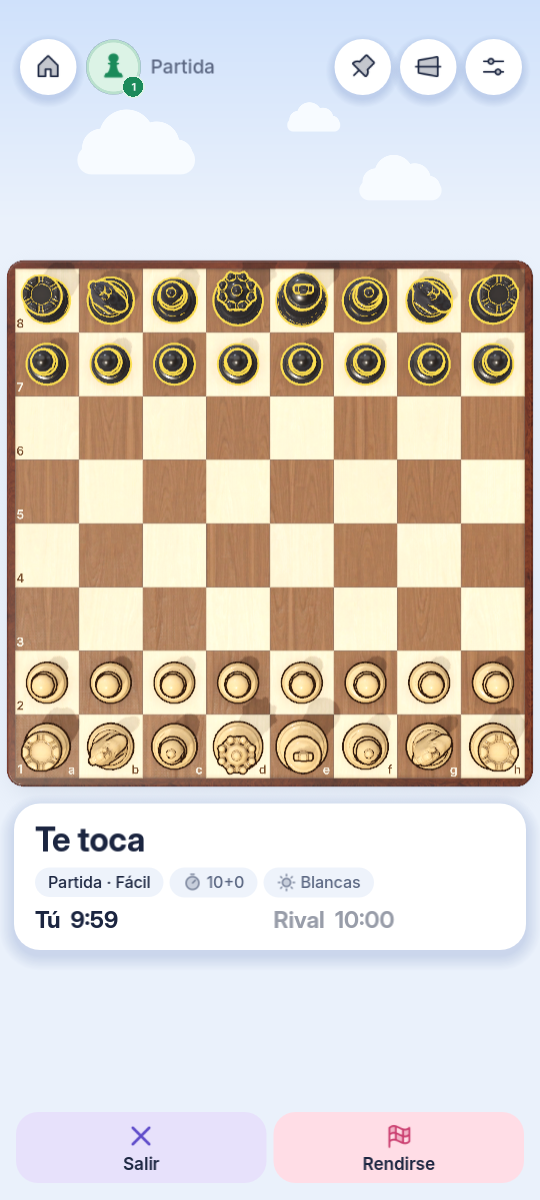 1
Partida
8
7
6
5
4
3
2
1 a b c d e f g h
Te toca
Partida · Fácil
10+0
Blancas
Tú 9:59
Rival 10:00
Salir
Rendirse